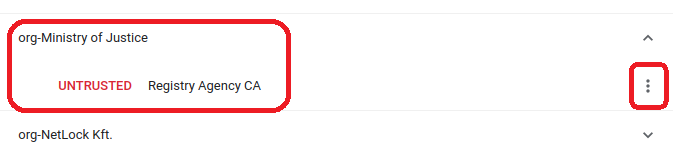 org-Ministry of Justice
UNTRUSTED Registry Agency CA
org-NetLock Kft.